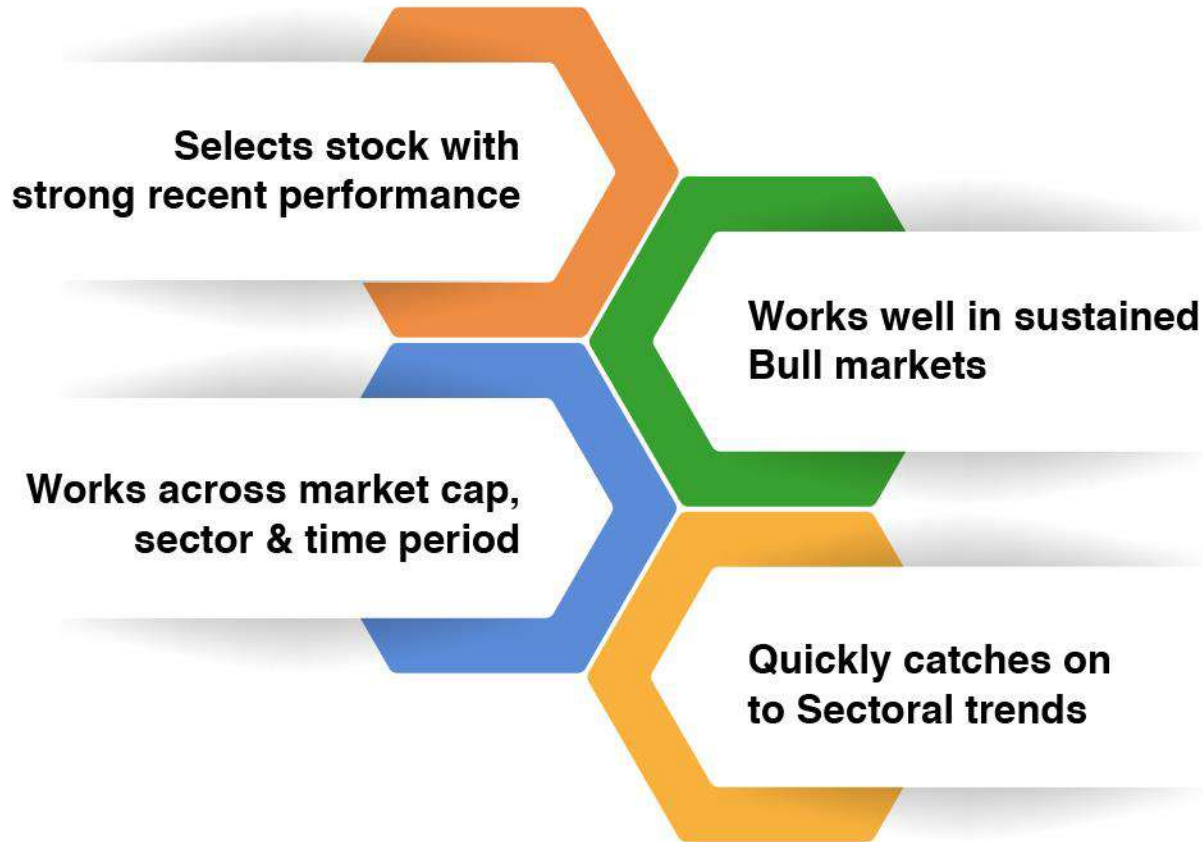 Selects stock with
strong recent performance
Works well in sustained
Bull markets
Works across market cap,
sector & time period
Quickly catches on
to Sectoral trends